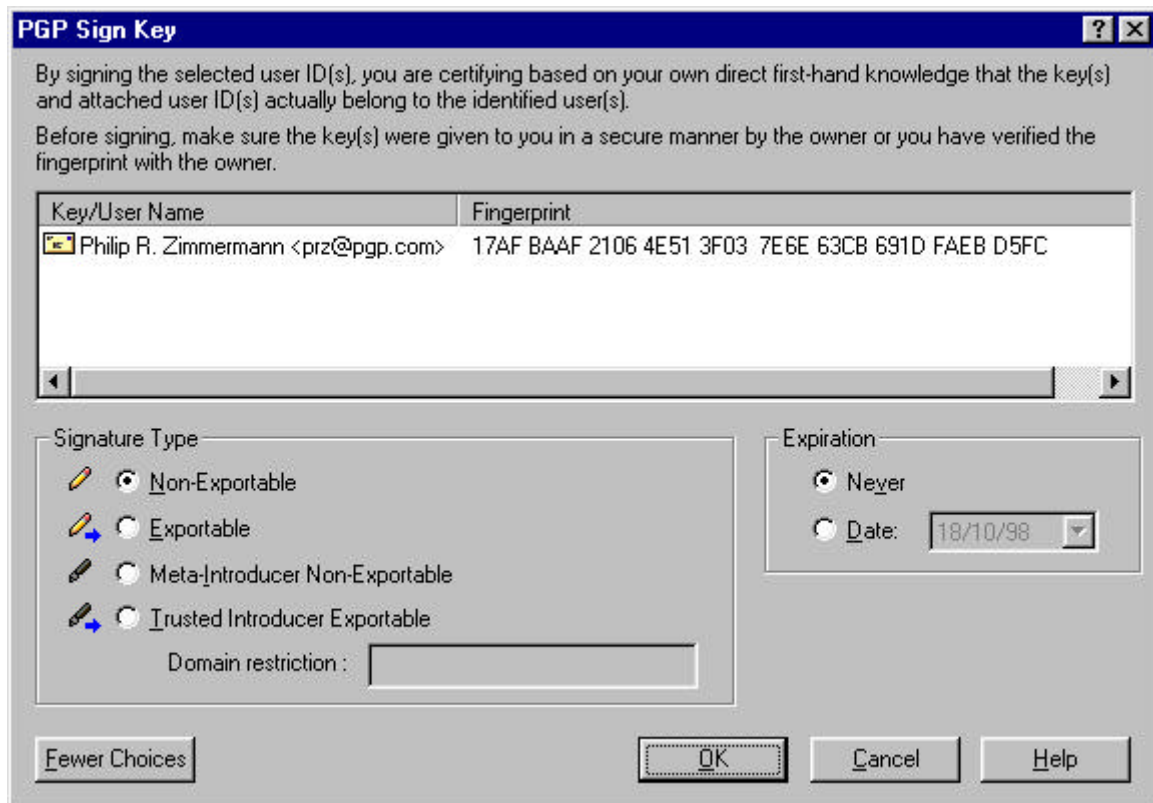 PGP Sign Key
By signing the selected user ID(s), you are certifying based on your own direct first-hand knowledge that the key(s)
and attached user ID(s) actually belong to the identified user(s).
Before signing, make sure the key(s) were given to you in a secure manner by the owner or you have verified the
fingerprint with the owner.
Key/User Name Fingerprint
Philip R. Zimmermann <prz@pgp.com> 17AF BAAF 2106 4E51 3F03 7E6E 63CB 691D FAEB D5FC
Signature Type
Non-Exportable
Exportable
Meta-Introducer Non-Exportable
Trusted Introducer Exportable
Domain restriction :
Expiration
Never
Date: 18/10/98
Fewer Choices OK Cancel Help